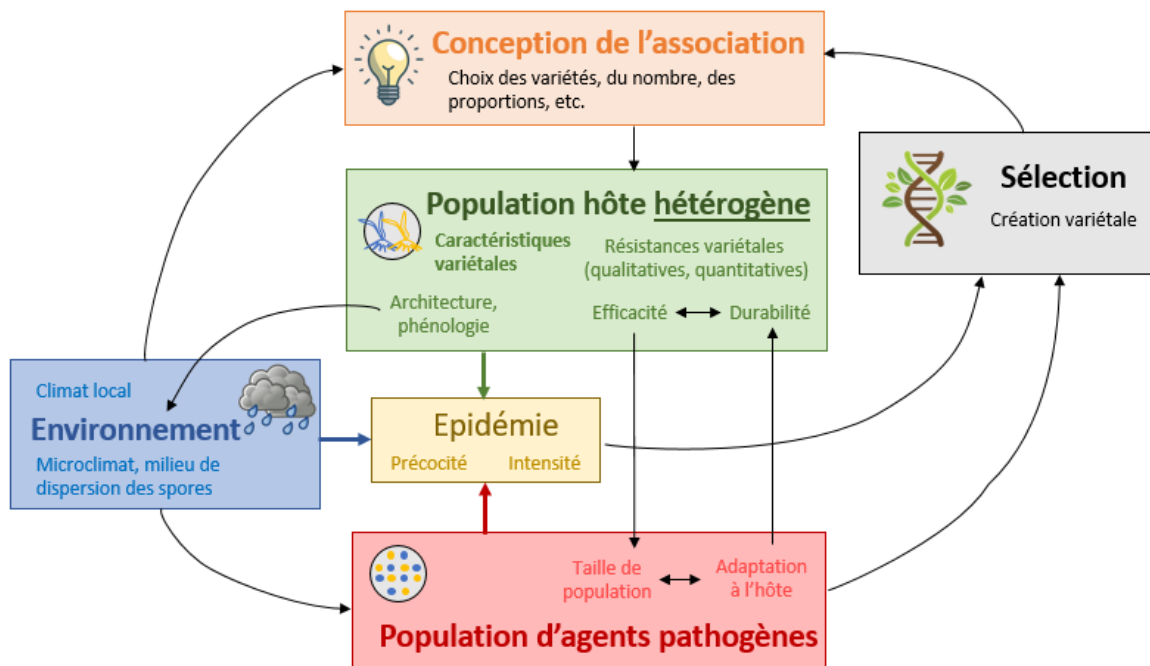 Conception de l’association
Choix des variétés, du nombre, des
proportions, etc.
Sélection
Création variétale
Population hôte hétérogène
Caractéristiques
variétales
Résistances variétales
(qualitatives, quantitatives)
Architecture,
phénologie
Efficacité
Durabilité
Climat local
Environnement
Microclimat, milieu de
dispersion des spores
Epidémie
Précocité
Intensité
Taille de
population
Adaptation
à l’hôte
Population d’agents pathogènes